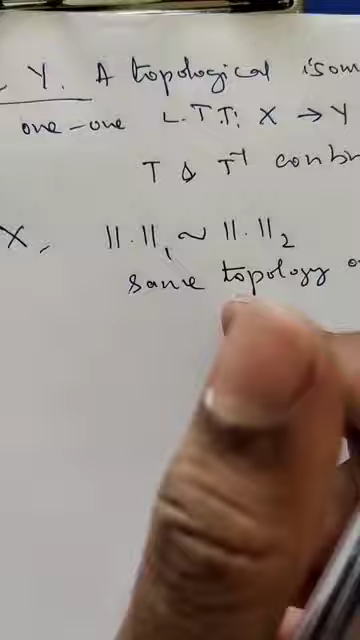 Y. A topological isom
one-one L.T T: X → Y
T & T⁻¹ contin
X, ||.||₁ ~ ||.||₂
same topology o